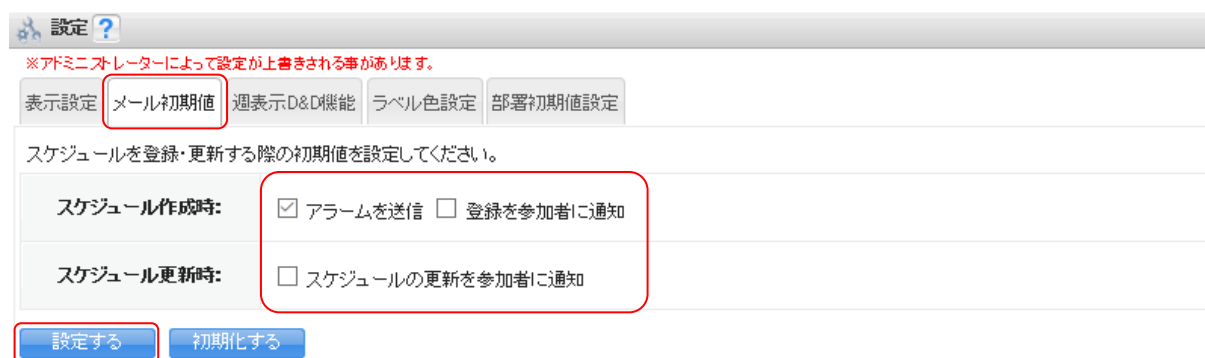 設定 ?
※アドミニストレーターによって設定が上書きされる事があります。
表示設定 メール初期値 週表示D&D機能 ラベル色設定 部署初期値設定
スケジュールを登録・更新する際の初期値を設定してください。
スケジュール作成時: アラームを送信 登録を参加者に通知
スケジュール更新時: スケジュールの更新を参加者に通知
設定する 初期化する